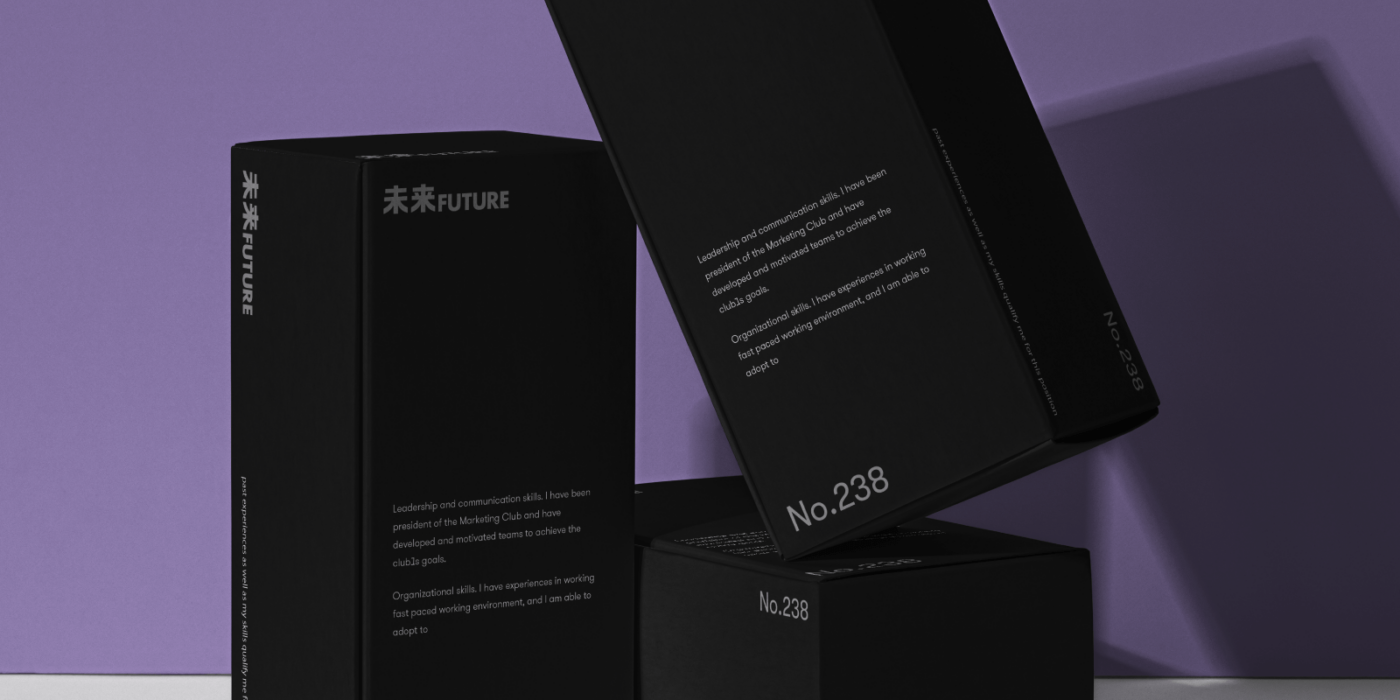 未来FUTURE
未来FUTURE
past experiences as well as my skills qualify me f
Leadership and communication skills. I have been
president of the Marketing Club and have
developed and motivated teams to achieve the
club1s goals.
Organizational skills. I have experiences in working
fast paced working environment, and I am able to
adopt to
Leadership and communication skills. I have been
president of the Marketing Club and have
developed and motivated teams to achieve the
club1s goals.
Organizational skills. I have experiences in working
fast paced working environment, and I am able to
adopt to
No.238
past experiences as well as my skills qualify me for this position
No.238
No.238
No.238